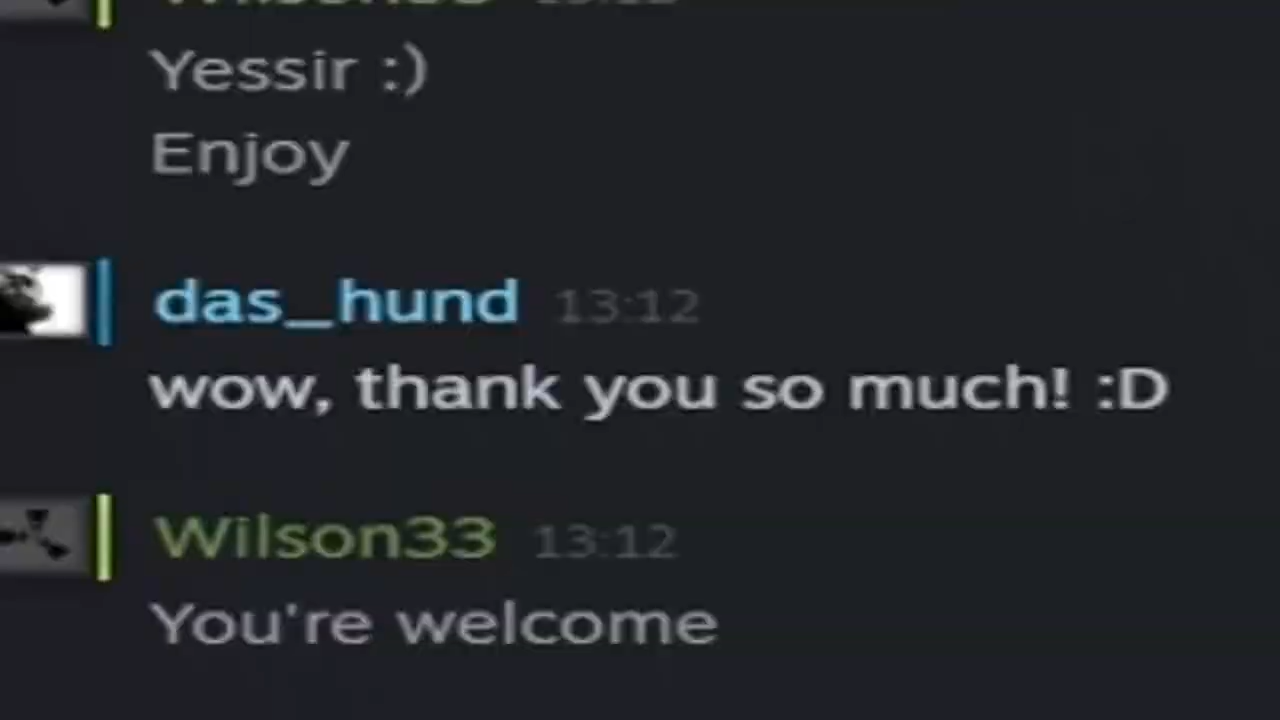 Yessir :)
Enjoy
das_hund 13:12
wow, thank you so much! :D
Wilson33 13:12
You're welcome